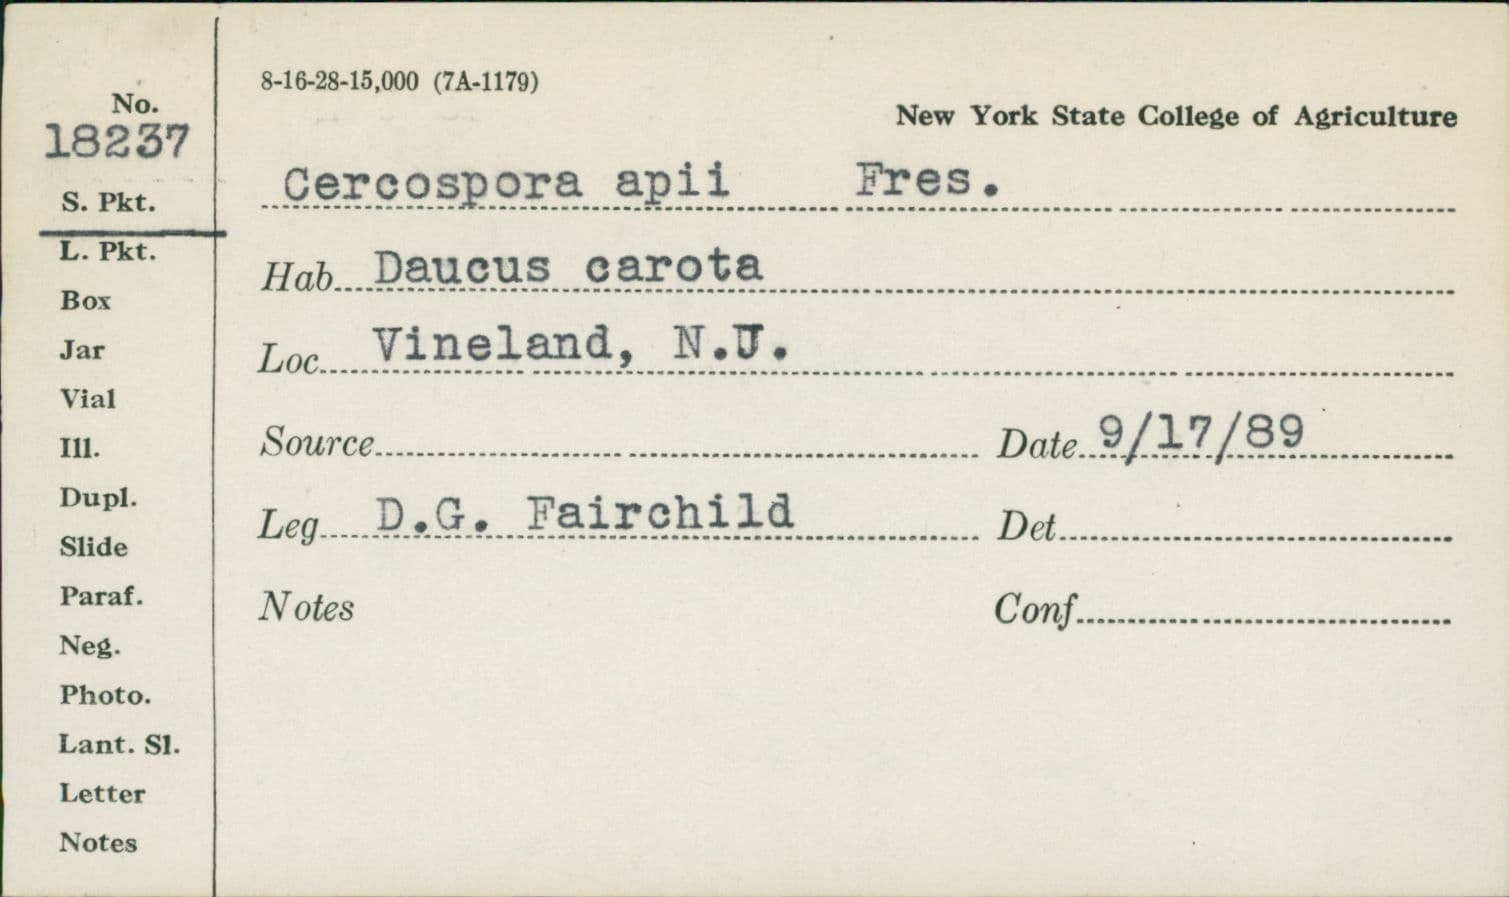 8-16-28-15,000 (7A-1179)
New York State College of Agriculture
No.
18237
S. Pkt.
L. Pkt.
Box
Jar
Vial
Ill.
Dupl.
Slide
Paraf.
Neg.
Photo.
Lant. Sl.
Letter
Notes
Cercospora apii Fres.
Hab. Daucus carota
Loc. Vineland, N.J.
Source Date 9/17/89
Leg. D.G. Fairchild Det.
Notes Conf.